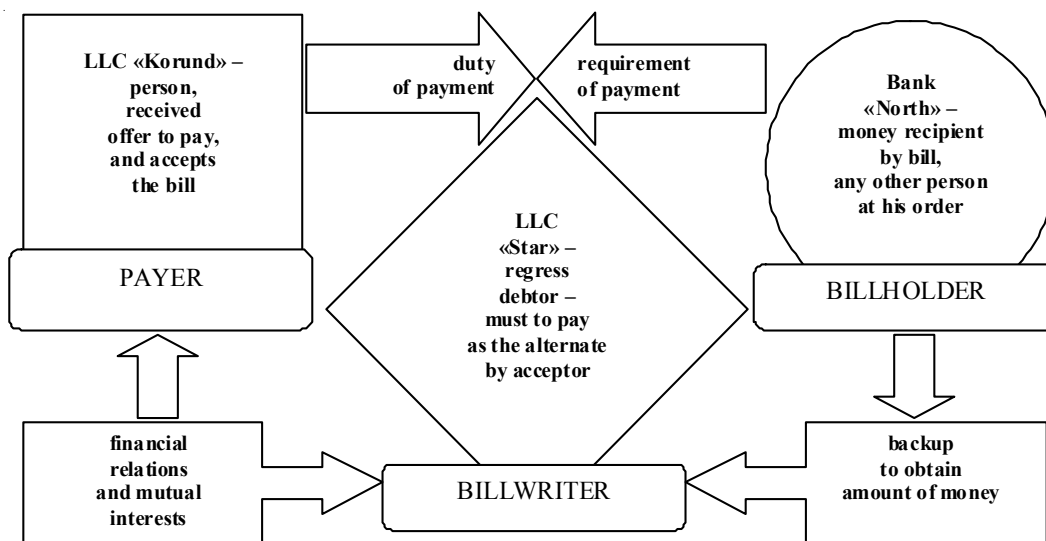 LLC «Korund» –
person,
received
offer to pay,
and accepts
the bill
PAYER
duty
of payment
requirement
of payment
Bank
«North» –
money recipient
by bill,
any other person
at his order
BILLHOLDER
LLC
«Star» –
regress
debtor –
must to pay
as the alternate
by acceptor
BILLWRITER
financial
relations
and mutual
interests
backup
to obtain
amount of money